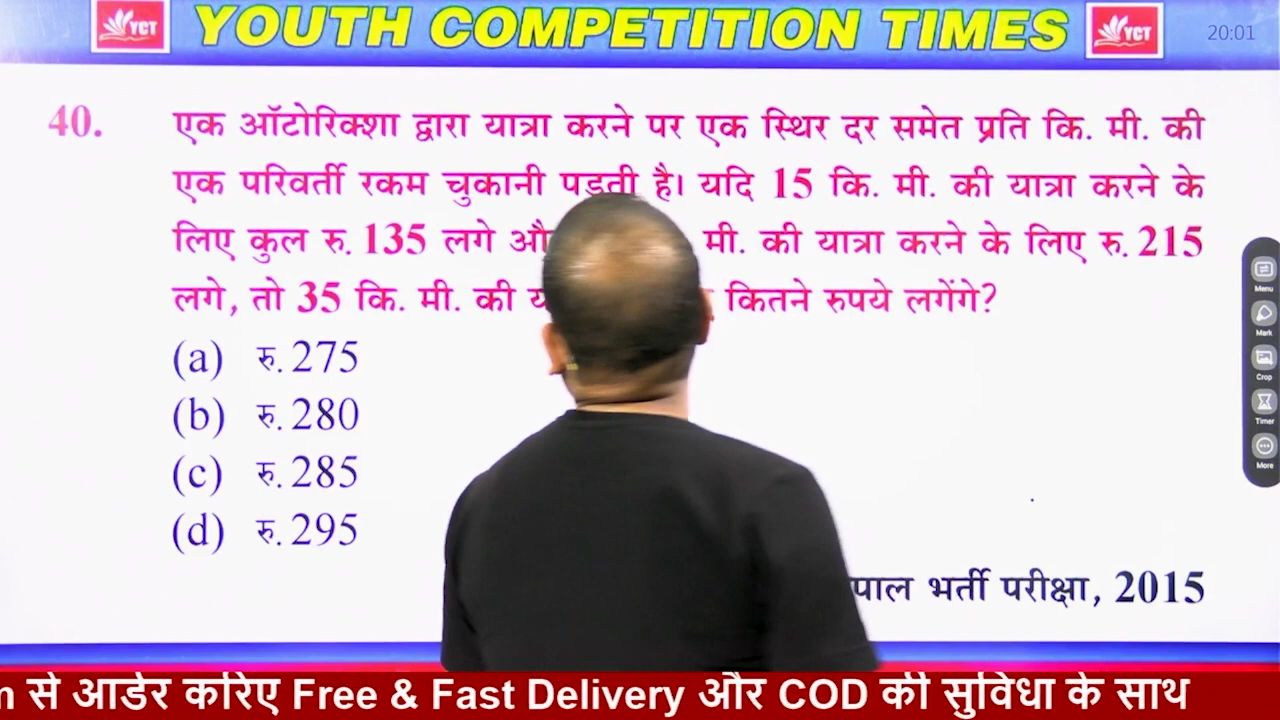 YCT
YOUTH COMPETITION TIMES
YCT
20:01
40. एक ऑटोरिक्शा द्वारा यात्रा करने पर एक स्थिर दर समेत प्रति कि. मी. की
एक परिवर्ती रकम चुकानी पड़ती है। यदि 15 कि. मी. की यात्रा करने के
लिए कुल रु. 135 लगे मी. की यात्रा करने के लिए रु. 215
लगे, तो 35 कि. मी. की कितने रुपये लगेंगे?
(a) रु. 275
(b) रु. 280
(c) रु. 285
(d) रु. 295
पाल भर्ती परीक्षा, 2015
Menu
Mark
Crop
Timer
More
से आर्डर करिए Free & Fast Delivery और COD की सुविधा के साथ